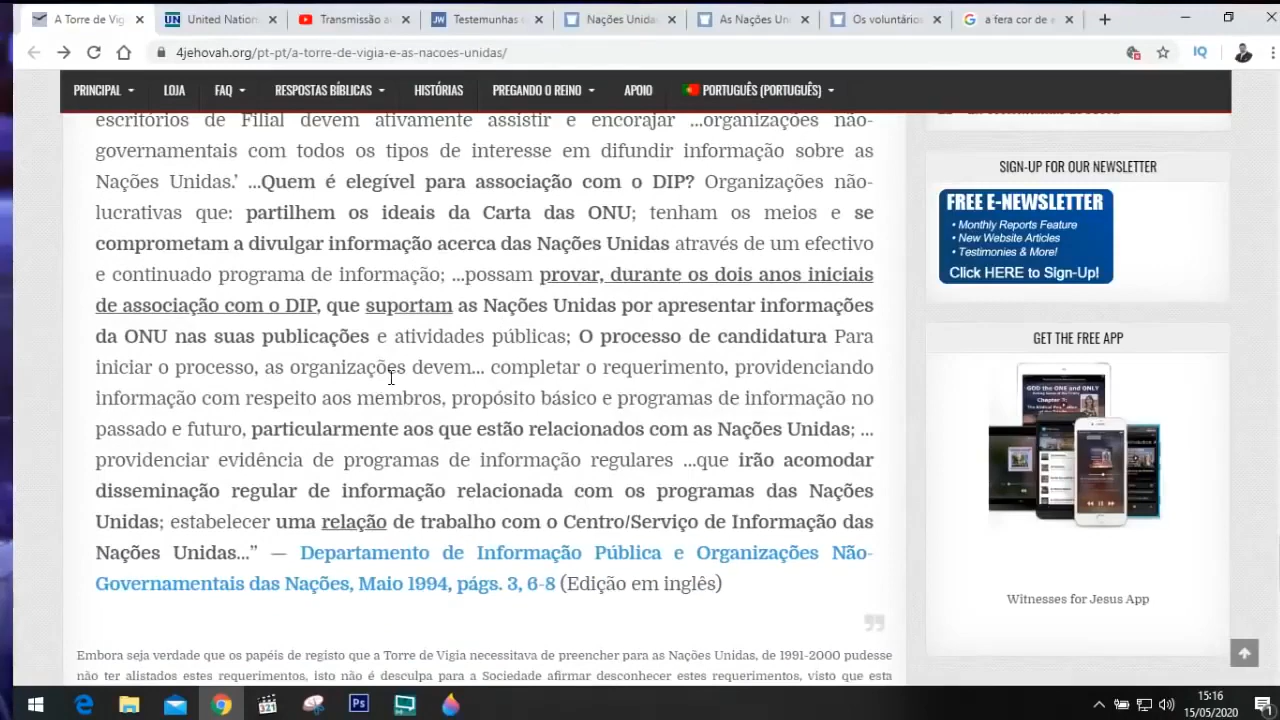 A Torre de Vig
United Nation
Transmissão a
Testemunhas
Nações Unida
As Nações Un
Os voluntário
a fera cor de e
4jehovah.org/pt-pt/a-torre-de-vigia-e-as-nacoes-unidas/
IQ
PRINCIPAL
LOJA
FAQ
RESPOSTAS BÍBLICAS
HISTÓRIAS
PREGANDO O REINO
APOIO
PORTUGUÊS (PORTUGUÊS)
escritórios de Filial devem ativamente assistir e encorajar ...organizações não-
governamentais com todos os tipos de interesse em difundir informação sobre as
Nações Unidas.’ ...Quem é elegível para associação com o DIP? Organizações não-
lucrativas que: partilhem os ideais da Carta das ONU; tenham os meios e se
comprometam a divulgar informação acerca das Nações Unidas através de um efectivo
e continuado programa de informação; ...possam provar, durante os dois anos iniciais
de associação com o DIP, que suportam as Nações Unidas por apresentar informações
da ONU nas suas publicações e atividades públicas; O processo de candidatura Para
iniciar o processo, as organizações devem... completar o requerimento, providenciando
informação com respeito aos membros, propósito básico e programas de informação no
passado e futuro, particularmente aos que estão relacionados com as Nações Unidas; ...
providenciar evidência de programas de informação regulares ...que irão acomodar
disseminação regular de informação relacionada com os programas das Nações
Unidas; estabelecer uma relação de trabalho com o Centro/Serviço de Informação das
Nações Unidas...” — Departamento de Informação Pública e Organizações Não-
Governamentais das Nações, Maio 1994, págs. 3, 6-8 (Edição em inglês)
Embora seja verdade que os papéis de registo que a Torre de Vigia necessitava de preencher para as Nações Unidas, de 1991-2000 pudesse
não ter alistados estes requerimentos, isto não é desculpa para a Sociedade afirmar desconhecer estes requerimentos, visto que esta
SIGN-UP FOR OUR NEWSLETTER
FREE E-NEWSLETTER
• Monthly Reports Feature
• New Website Articles
• Testimonies & More!
Click HERE to Sign-Up!
GET THE FREE APP
GOD THE ONE AND ONLY
Witnesses for Jesus App
Ps
15:16
15/05/2020